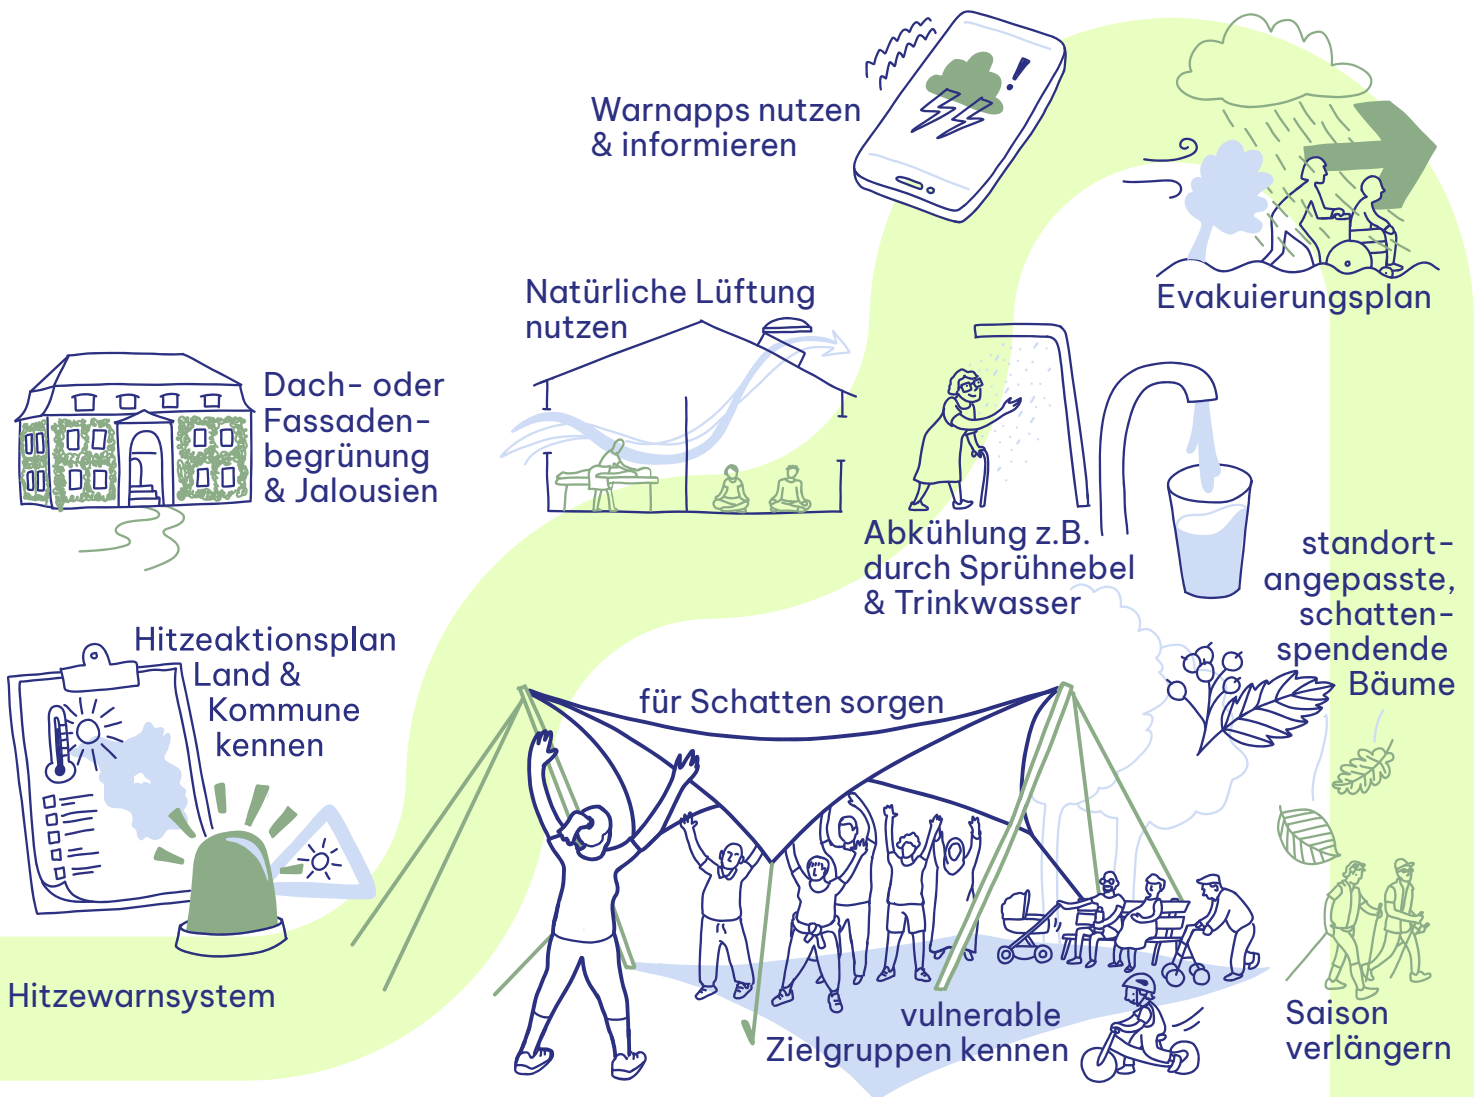 Warnapps nutzen
& informieren
Evakuierungsplan
Natürliche Lüftung
nutzen
Dach- oder
Fassaden-
begrünung
& Jalousien
Abkühlung z.B.
durch Sprühnebel
& Trinkwasser
standort-
angepasste,
schatten-
spendende
Bäume
Hitzeaktionsplan
Land &
Kommune
kennen
für Schatten sorgen
Hitzewarnsystem
vulnerable
Zielgruppen kennen
Saison
verlängern